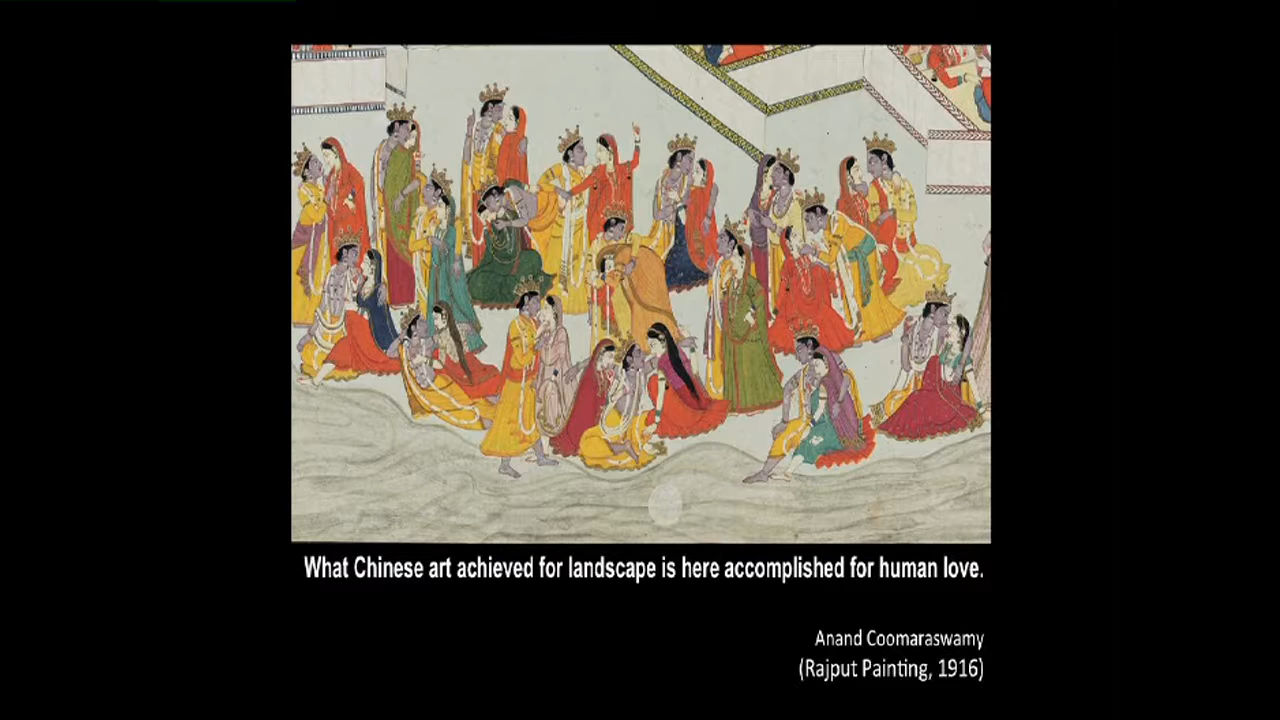 What Chinese art achieved for landscape is here accomplished for human love.
Anand Coomaraswamy
(Rajput Painting, 1916)